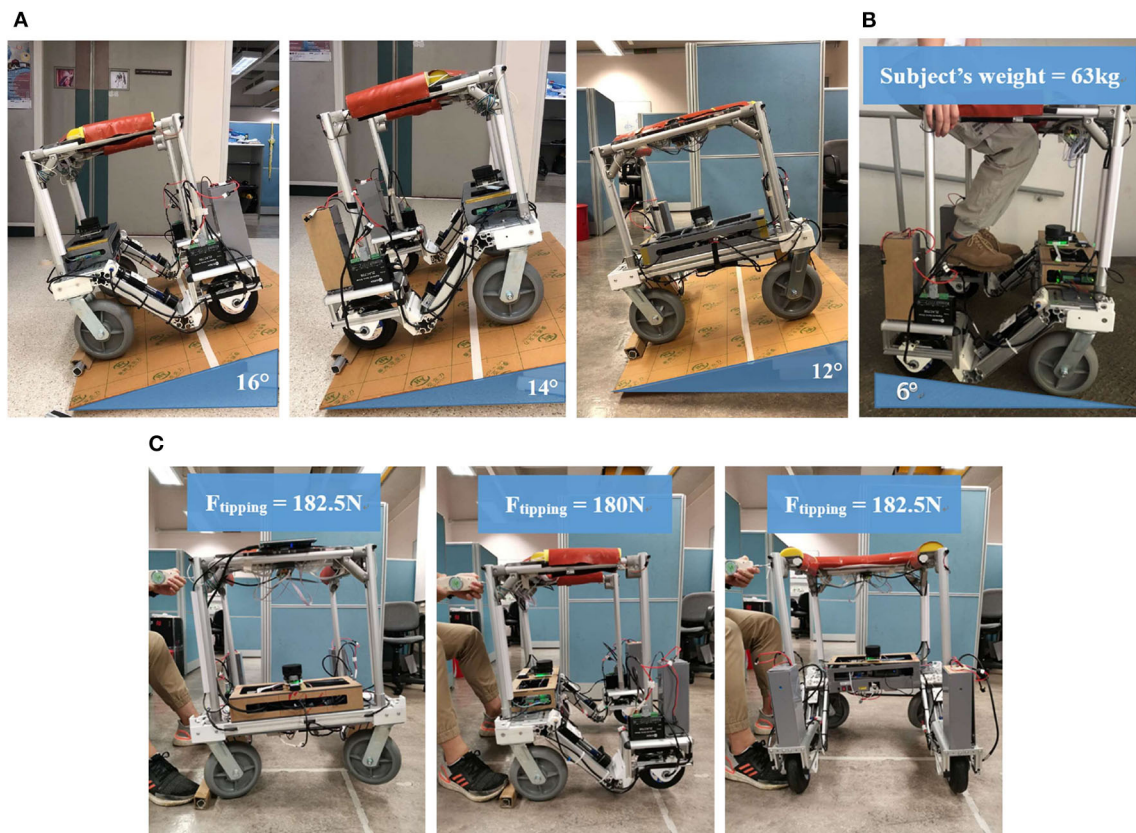 A
B
16°
14°
12°
Subject's weight = 63kg
6°
C
Ftipping = 182.5N
Ftipping = 180N
Ftipping = 182.5N